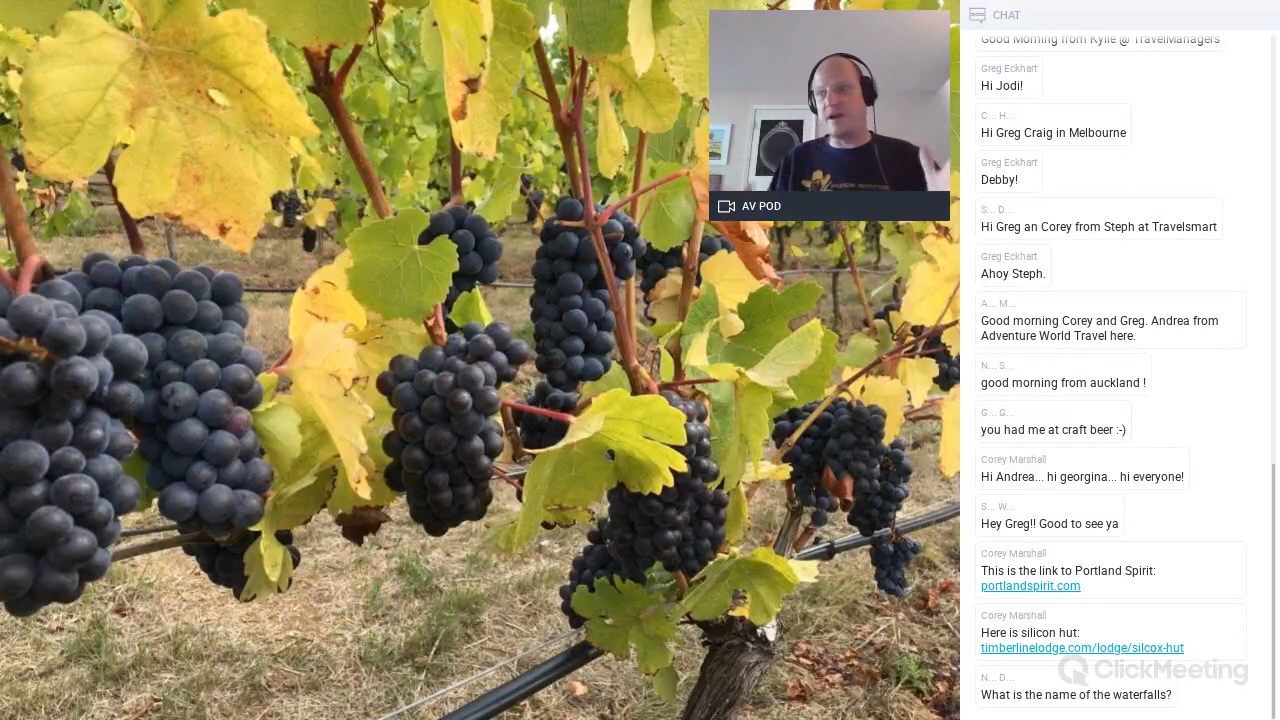 CHAT
Good Morning from Kylie @ TravelManagers
Greg Eckhart
Hi Jodi!
C... H...
Hi Greg Craig in Melbourne
Greg Eckhart
Debby!
S... D...
Hi Greg an Corey from Steph at Travelsmart
Greg Eckhart
Ahoy Steph.
A... M...
Good morning Corey and Greg. Andrea from
Adventure World Travel here.
N... S...
good morning from ackland !
G... G...
you had me at craft beer :-)
Corey Marshall
Hi Andrea... hi georgina... hi everyone!
S... W...
Hey Greg!! Good to see ya
Corey Marshall
This is the link to Portland Spirit:
portlandspirit.com
Corey Marshall
Here is silicon hut:
timberlinelodge.com/lodge/silcox-hut
N... D...
What is the name of the waterfalls?
ClickMeeting
AV POD